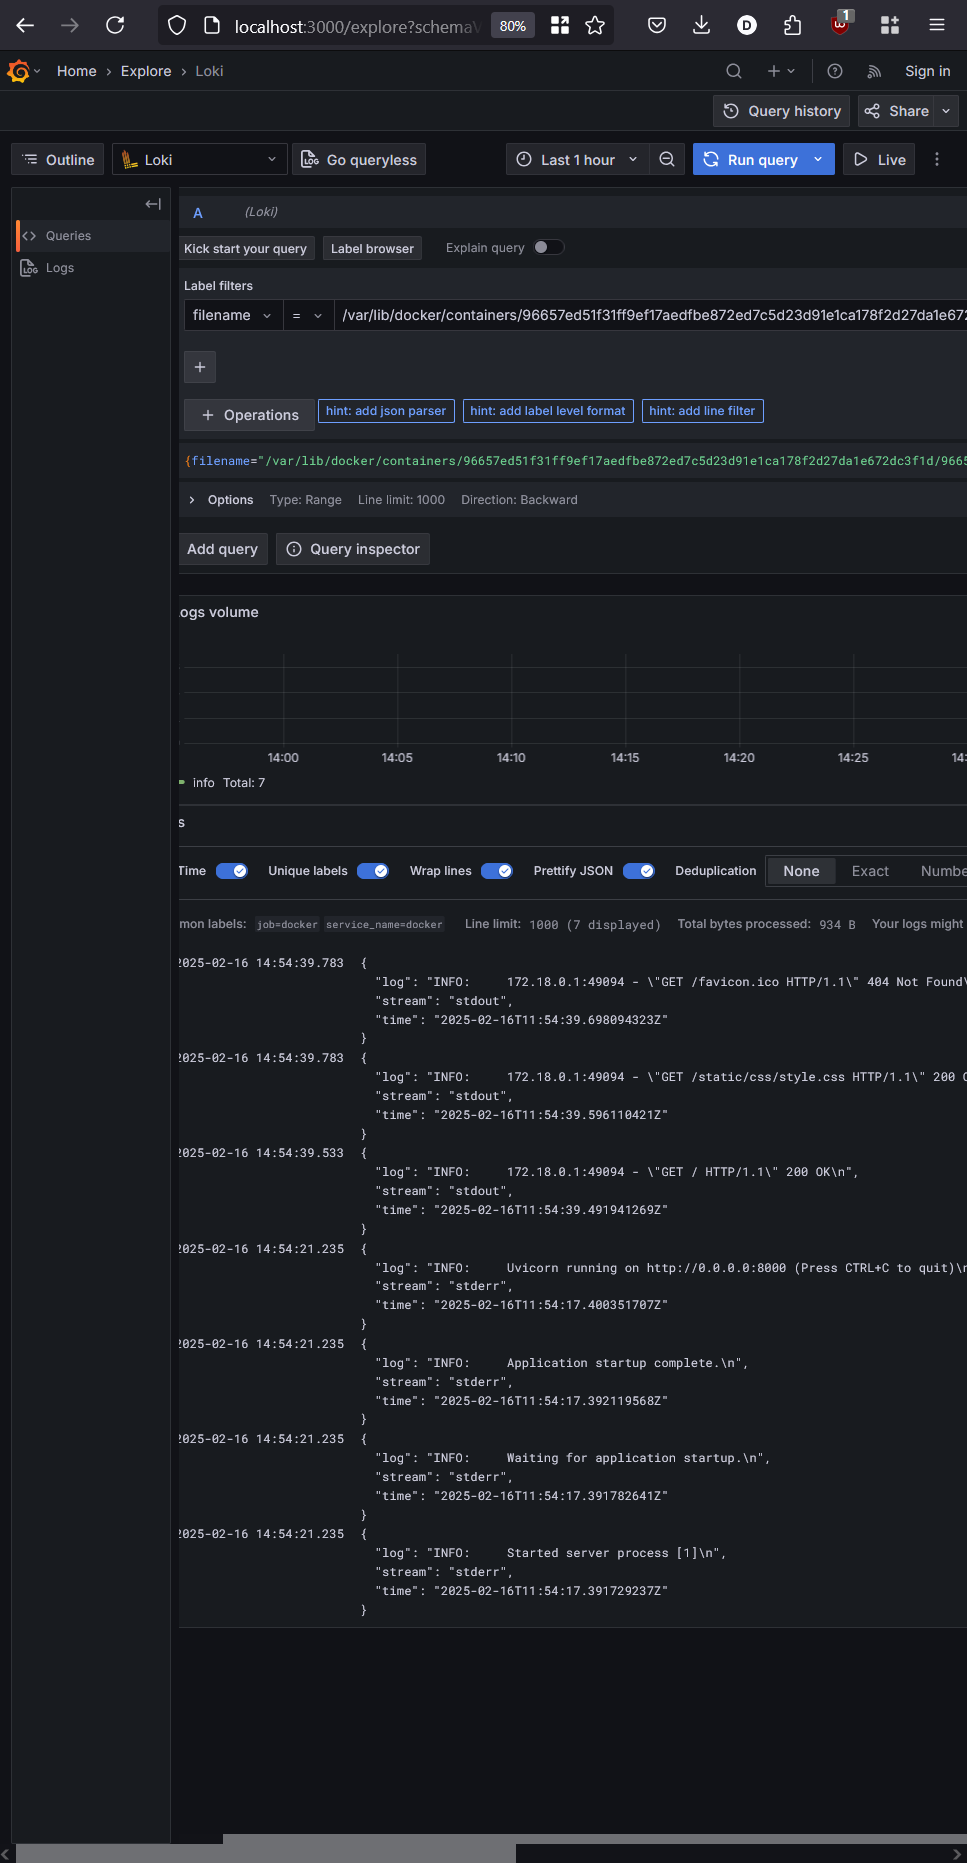 localhost:3000/explore?schemaV
80%
1
Home › Explore › Loki
Sign in
Query history
Share
Outline
Loki
Go queryless
Last 1 hour
Run query
Live
Queries
Logs
A (Loki)
Kick start your query
Label browser
Explain query
Label filters
filename
=
/var/lib/docker/containers/96657ed51f31ff9ef17aedfbe872ed7c5d23d91e1ca178f2d27da1e672
+
+ Operations
hint: add json parser
hint: add label level format
hint: add line filter
{filename="/var/lib/docker/containers/96657ed51f31ff9ef17aedfbe872ed7c5d23d91e1ca178f2d27da1e672dc3f1d/9665
Options Type: Range Line limit: 1000 Direction: Backward
Add query
Query inspector
ogs volume
14:00 14:05 14:10 14:15 14:20 14:25 14:
info Total: 7
s
Time
Unique labels
Wrap lines
Prettify JSON
Deduplication
None
Exact
Numbe
mon labels: job=docker service_name=docker Line limit: 1000 (7 displayed) Total bytes processed: 934 B Your logs might
2025-02-16 14:54:39.783 {
"log": "INFO:     172.18.0.1:49094 - \"GET /favicon.ico HTTP/1.1\" 404 Not Found\
"stream": "stdout",
"time": "2025-02-16T11:54:39.698094323Z"
}
2025-02-16 14:54:39.783 {
"log": "INFO:     172.18.0.1:49094 - \"GET /static/css/style.css HTTP/1.1\" 200 O
"stream": "stdout",
"time": "2025-02-16T11:54:39.596110421Z"
}
2025-02-16 14:54:39.533 {
"log": "INFO:     172.18.0.1:49094 - \"GET / HTTP/1.1\" 200 OK\n",
"stream": "stdout",
"time": "2025-02-16T11:54:39.491941269Z"
}
2025-02-16 14:54:21.235 {
"log": "INFO:     Uvicorn running on http://0.0.0.0:8000 (Press CTRL+C to quit)\n
"stream": "stderr",
"time": "2025-02-16T11:54:17.400351707Z"
}
2025-02-16 14:54:21.235 {
"log": "INFO:     Application startup complete.\n",
"stream": "stderr",
"time": "2025-02-16T11:54:17.392119568Z"
}
2025-02-16 14:54:21.235 {
"log": "INFO:     Waiting for application startup.\n",
"stream": "stderr",
"time": "2025-02-16T11:54:17.391782641Z"
}
2025-02-16 14:54:21.235 {
"log": "INFO:     Started server process [1]\n",
"stream": "stderr",
"time": "2025-02-16T11:54:17.391729237Z"
}